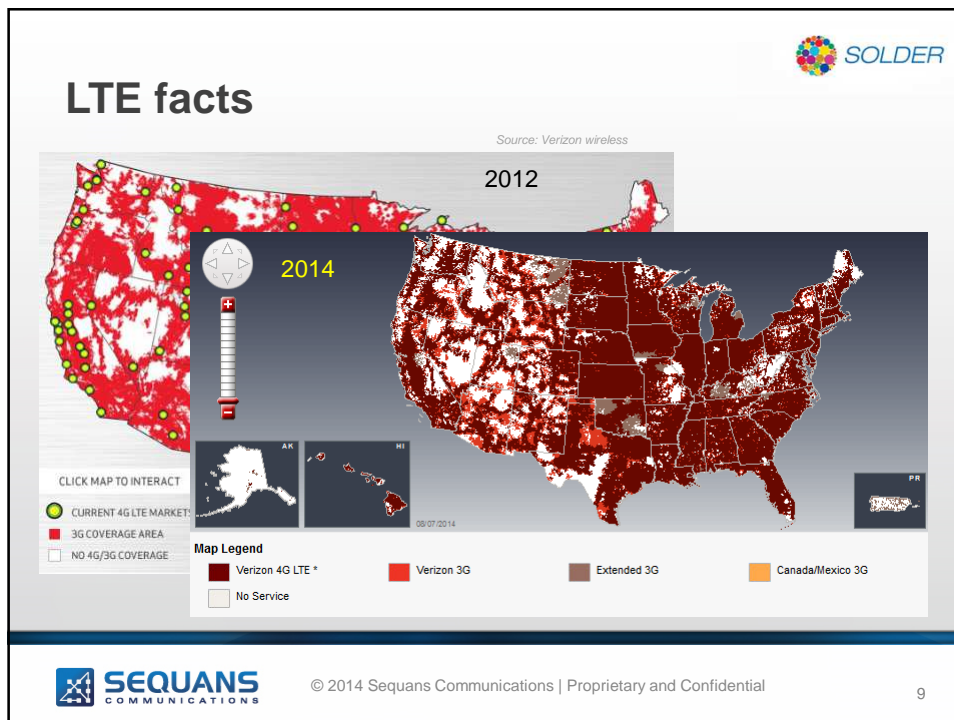 SOLDER
LTE facts
Source: Verizon wireless
2012
2014
AK
HI
PR
08/07/2014
CLICK MAP TO INTERACT
CURRENT 4G LTE MARKETS
3G COVERAGE AREA
NO 4G/3G COVERAGE
Map Legend
Verizon 4G LTE *
Verizon 3G
Extended 3G
Canada/Mexico 3G
No Service
SEQUANS
COMMUNICATIONS
© 2014 Sequans Communications | Proprietary and Confidential
9